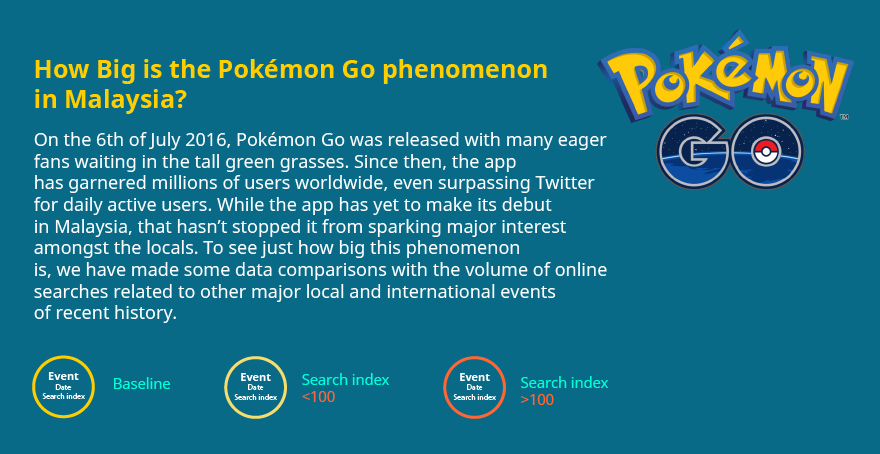 POKÉMON
TM
GO
How Big is the Pokémon Go phenomenon
in Malaysia?
On the 6th of July 2016, Pokémon Go was released with many eager
fans waiting in the tall green grasses. Since then, the app
has garnered millions of users worldwide, even surpassing Twitter
for daily active users. While the app has yet to make its debut
in Malaysia, that hasn’t stopped it from sparking major interest
amongst the locals. To see just how big this phenomenon
is, we have made some data comparisons with the volume of online
searches related to other major local and international events
of recent history.
Event
Date
Search index
Baseline
Event
Date
Search index
Search index
<100
Event
Date
Search index
Search index
>100